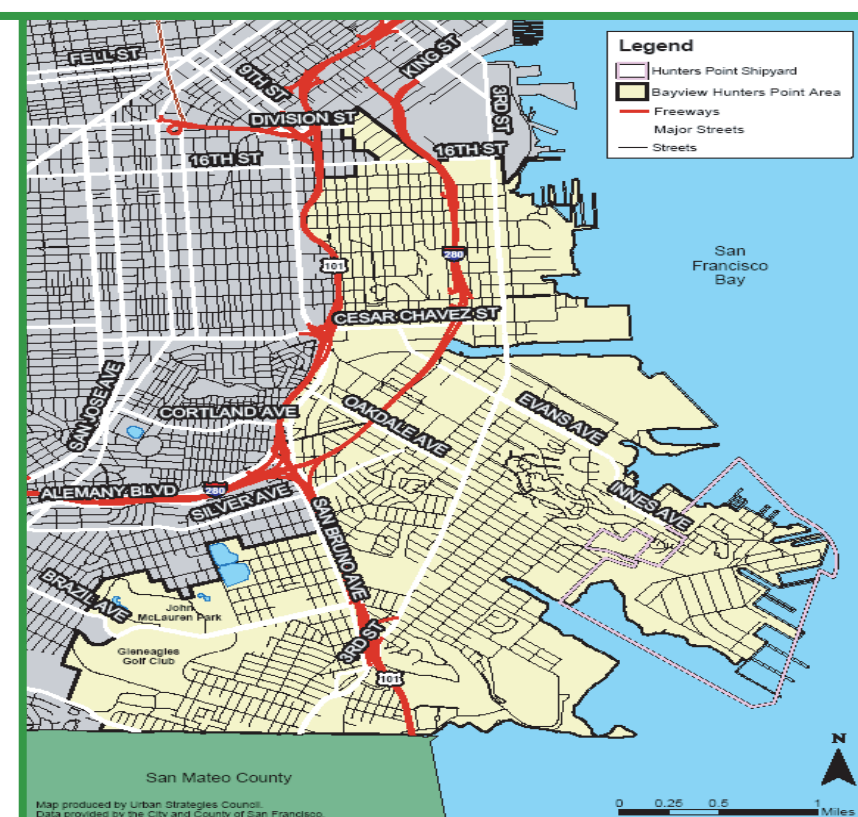 FELL ST
9TH ST
KING ST
3RD ST
DIVISION ST
16TH ST
16TH ST
Legend
Hunters Point Shipyard
Bayview Hunters Point Area
Freeways
Major Streets
Streets
San
Francisco
Bay
101
280
CESAR CHAVEZ ST
SAN JOSE AVE
CORTLAND AVE
OAKDALE AVE
EVANS AVE
INNES AVE
ALEMANY BLVD
280
SILVER AVE
SAN BRUNO AVE
BRAZIL AVE
John
McLauren Park
Gleneagles
Golf Club
3RD ST
101
San Mateo County
N
0 0.25 0.5 1
Miles
Map produced by Urban Strategies Council.
Data provided by the City and County of San Francisco.